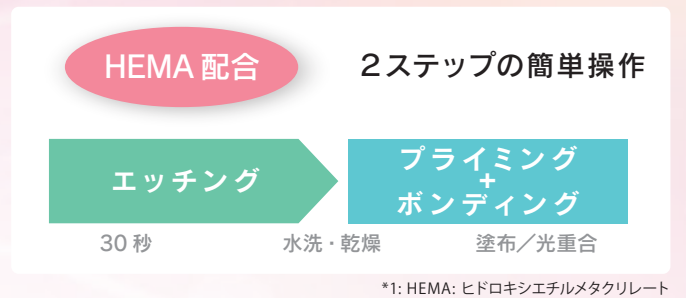 HEMA 配合
2ステップの簡単操作
エッチング
プライミング
+
ボンディング
30 秒
水洗・乾燥
塗布／光重合
*1: HEMA: ヒドロキシエチルメタクリレート